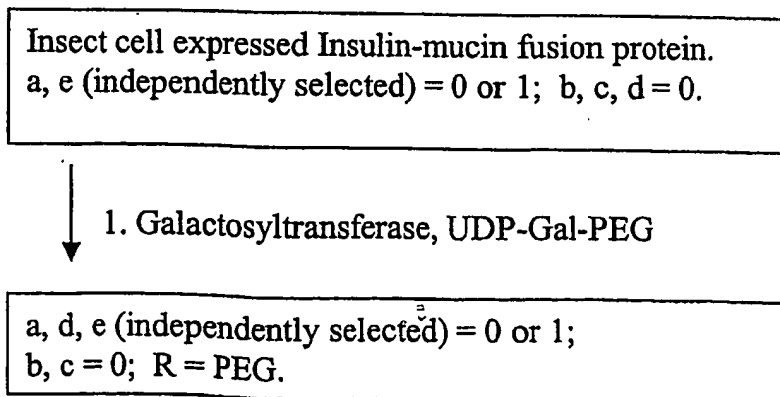 Insect cell expressed Insulin-mucin fusion protein.
a, e (independently selected) = 0 or 1; b, c, d = 0.
1. Galactosyltransferase, UDP-Gal-PEG
a, d, e (independently selected) = 0 or 1;
b, c = 0; R = PEG.